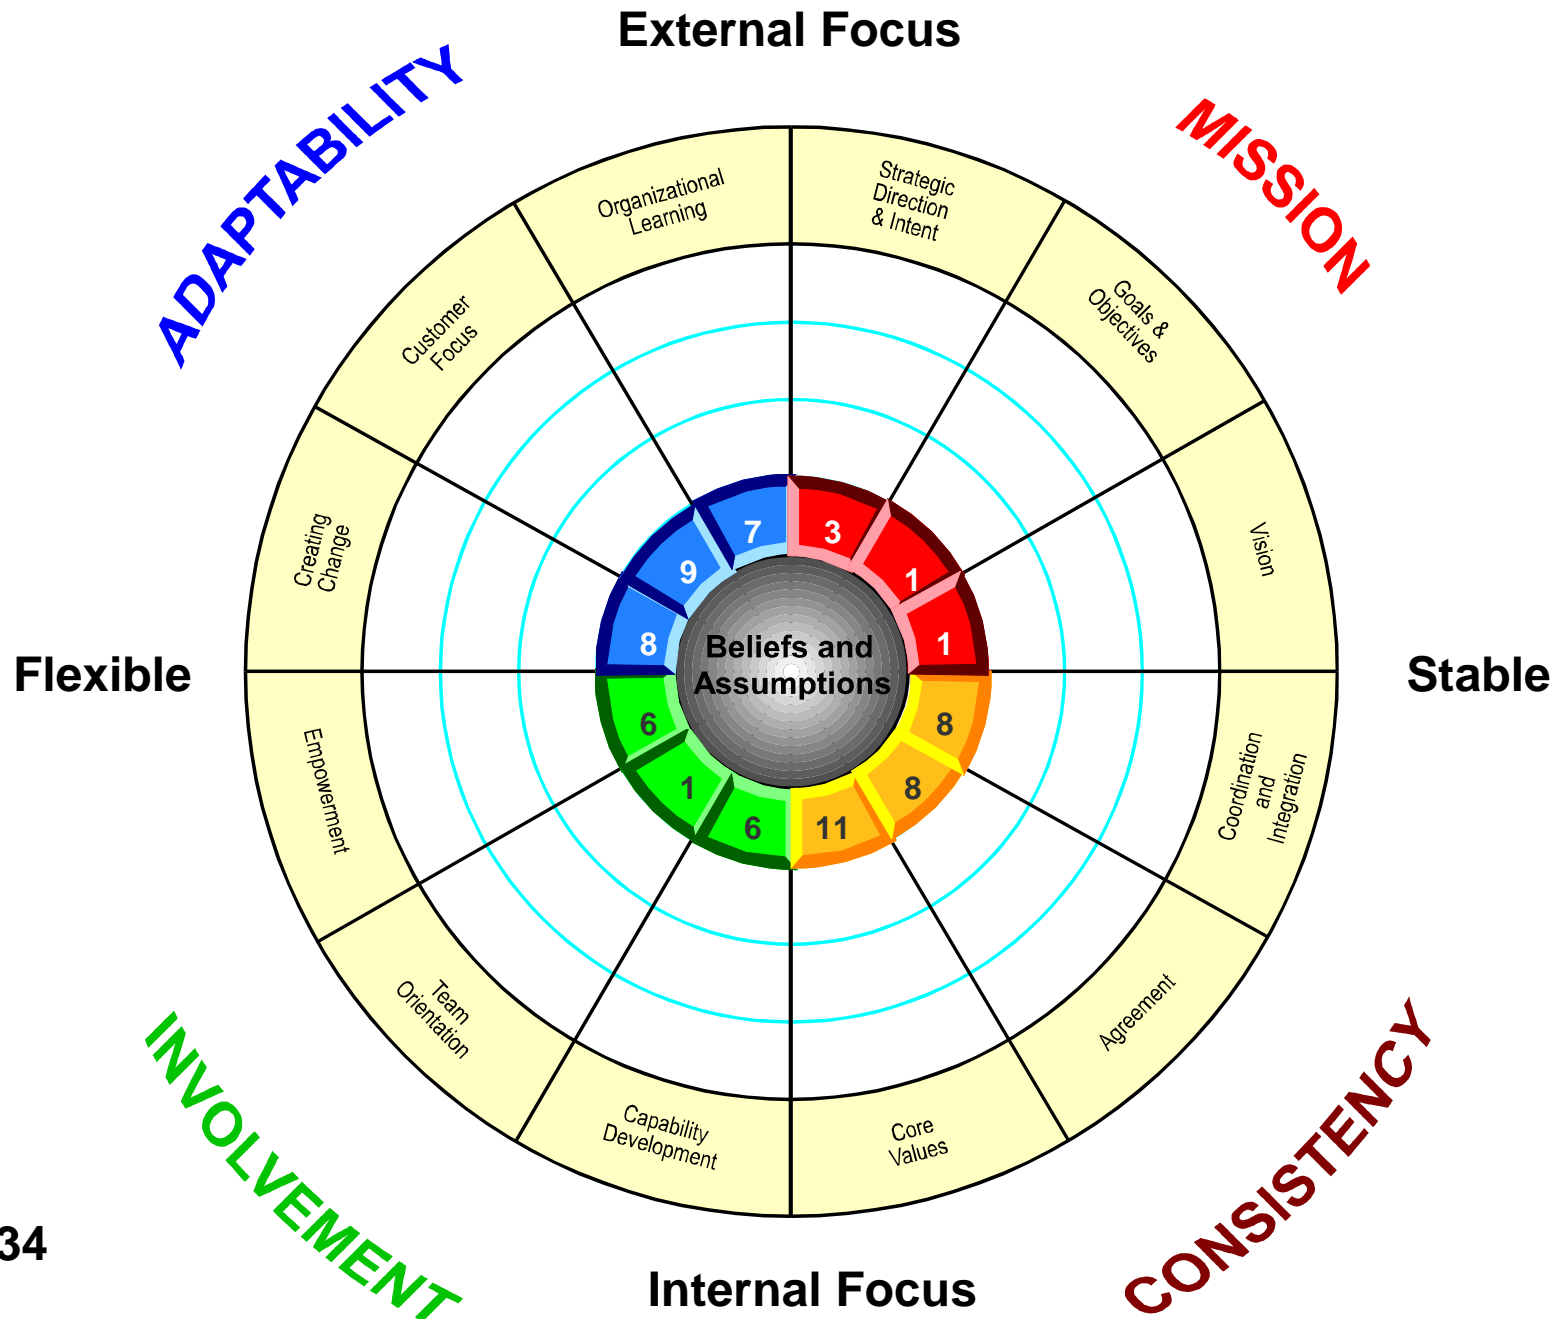 External Focus
ADAPTABILITY
MISSION
Organizational
Learning
Strategic
Direction
& Intent
Customer
Focus
Goals &
Objectives
Creating
Change
Vision
7
3
9
1
8
1
Beliefs and
Assumptions
Flexible
Stable
6
8
1
8
6
11
Empowerment
Coordination
and
Integration
Team
Orientation
Agreement
Capability
Development
Core
Values
INVOLVEMENT
CONSISTENCY
34
Internal Focus